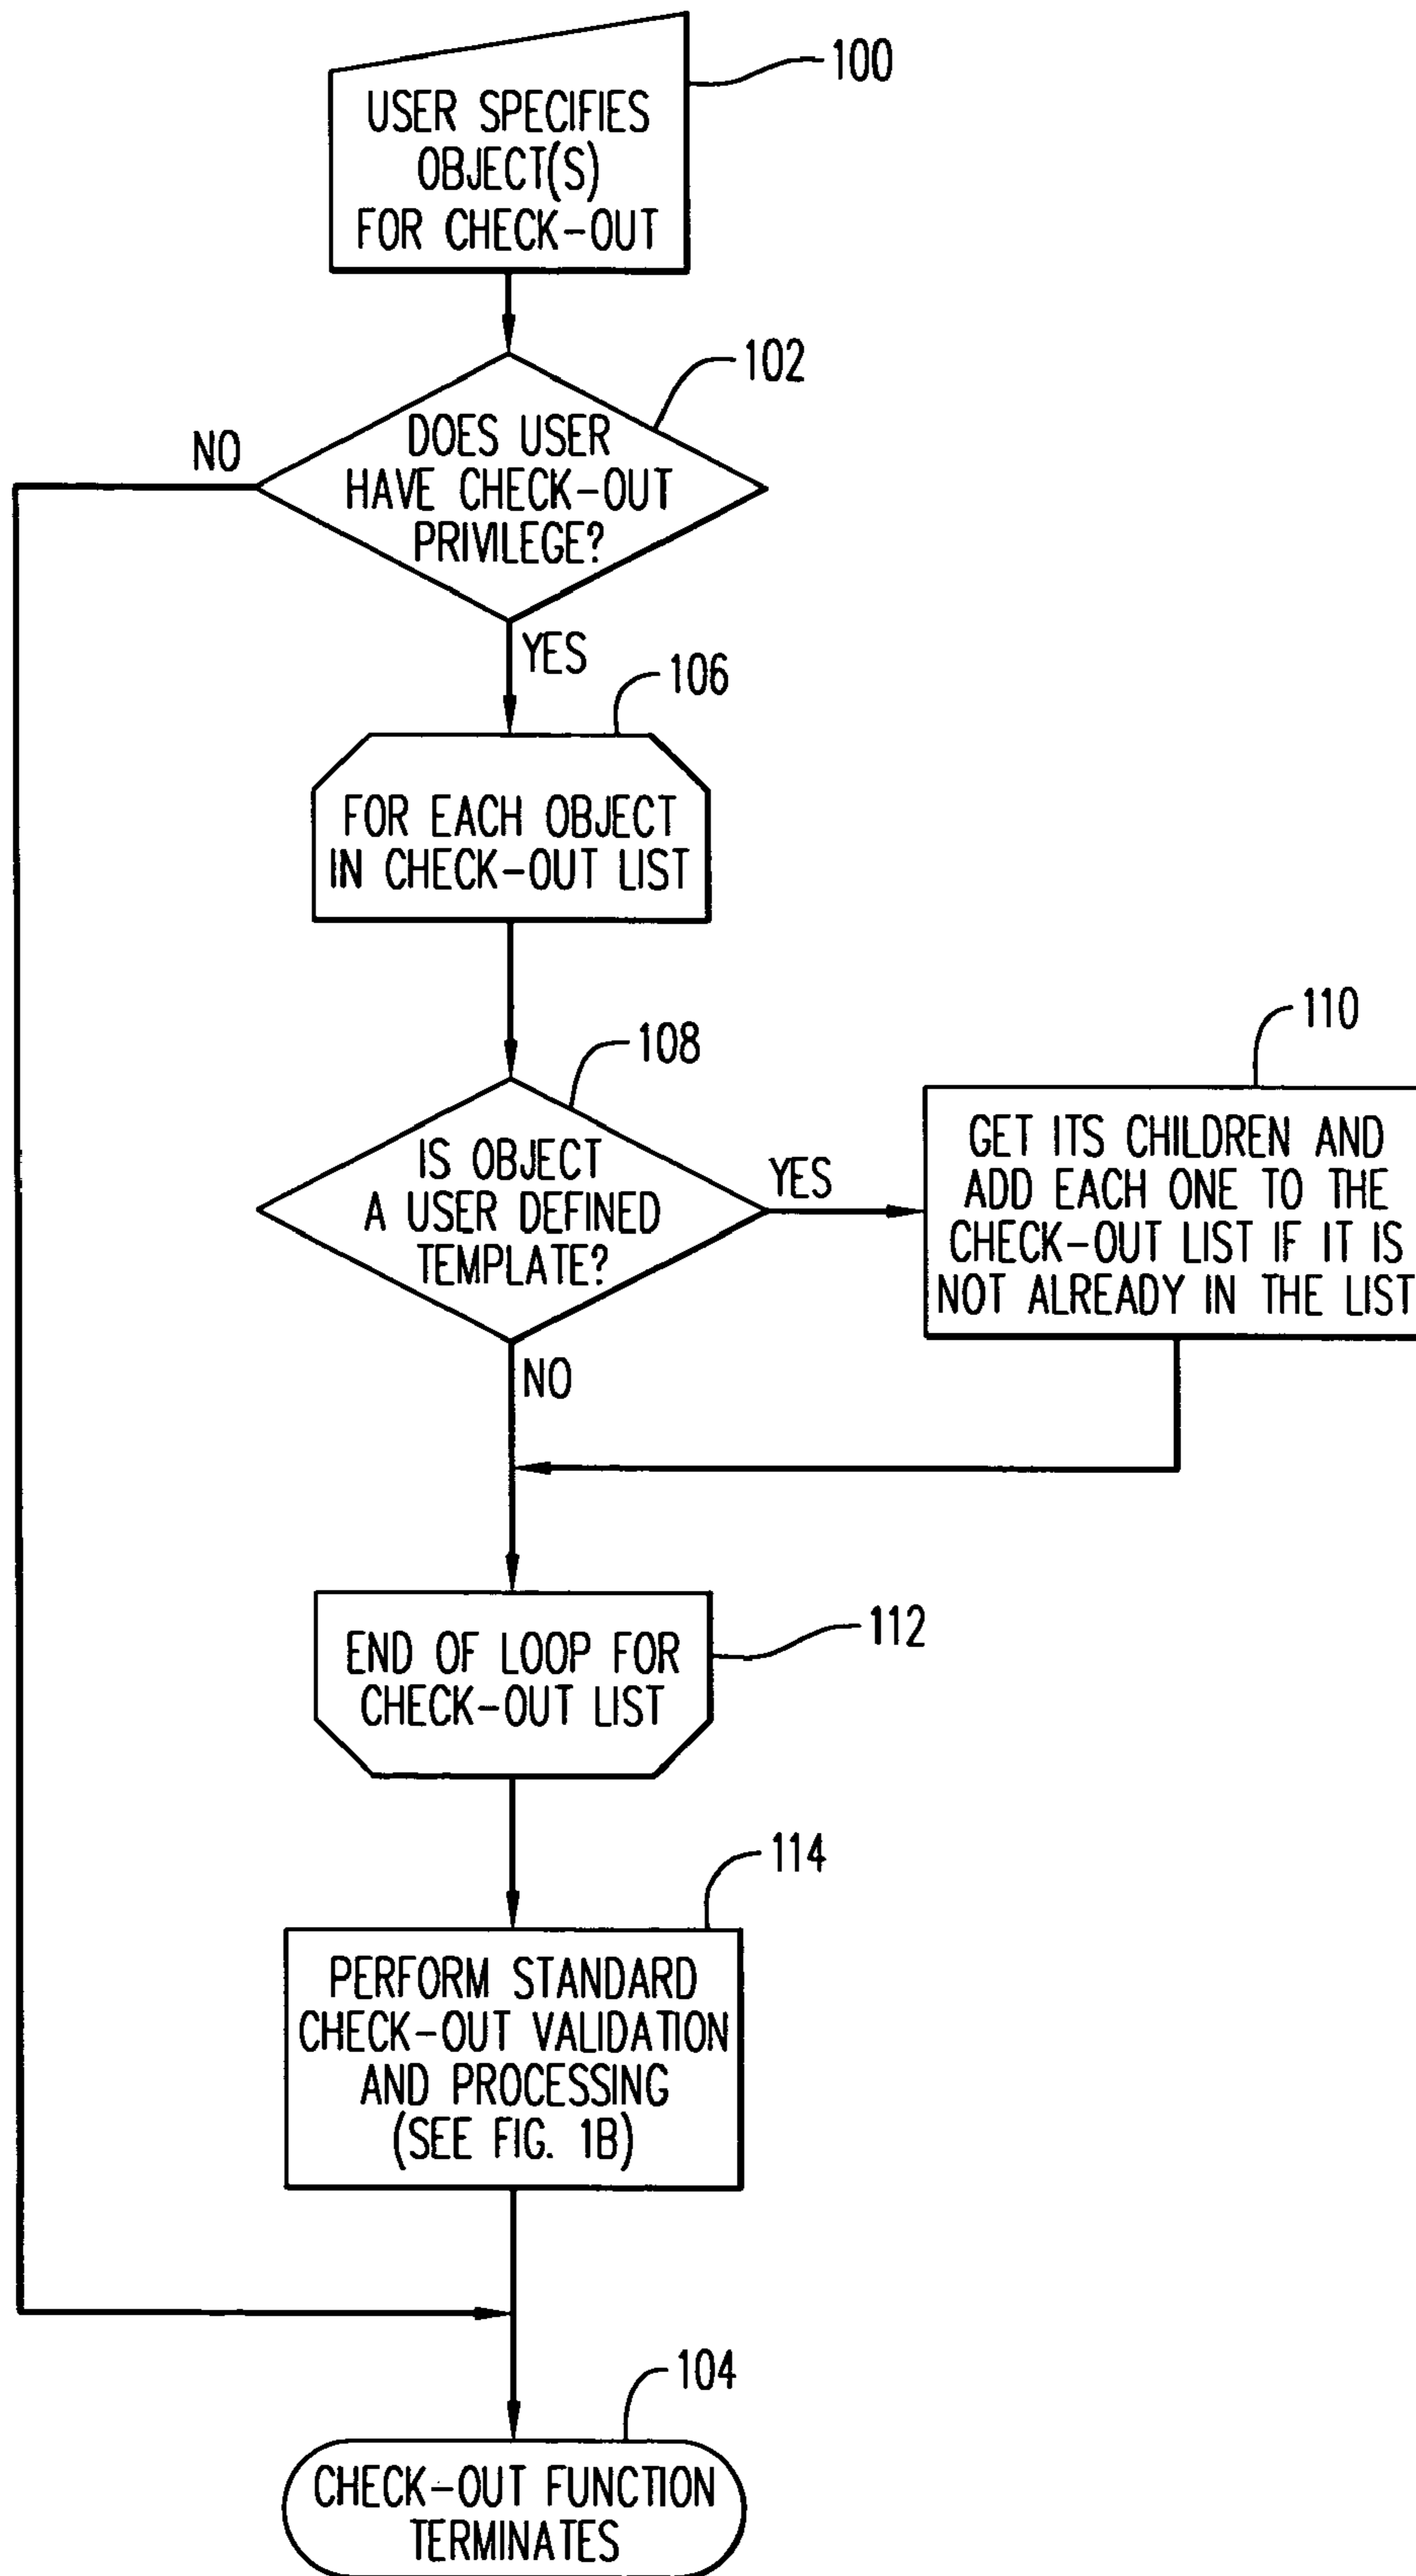 100
USER SPECIFIES
OBJECT(S)
FOR CHECK-OUT
102
DOES USER
HAVE CHECK-OUT
PRIVILEGE?
NO
YES
106
FOR EACH OBJECT
IN CHECK-OUT LIST
108
IS OBJECT
A USER DEFINED
TEMPLATE?
YES
110
GET ITS CHILDREN AND
ADD EACH ONE TO THE
CHECK-OUT LIST IF IT IS
NOT ALREADY IN THE LIST
NO
112
END OF LOOP FOR
CHECK-OUT LIST
114
PERFORM STANDARD
CHECK-OUT VALIDATION
AND PROCESSING
(SEE FIG. 1B)
104
CHECK-OUT FUNCTION
TERMINATES